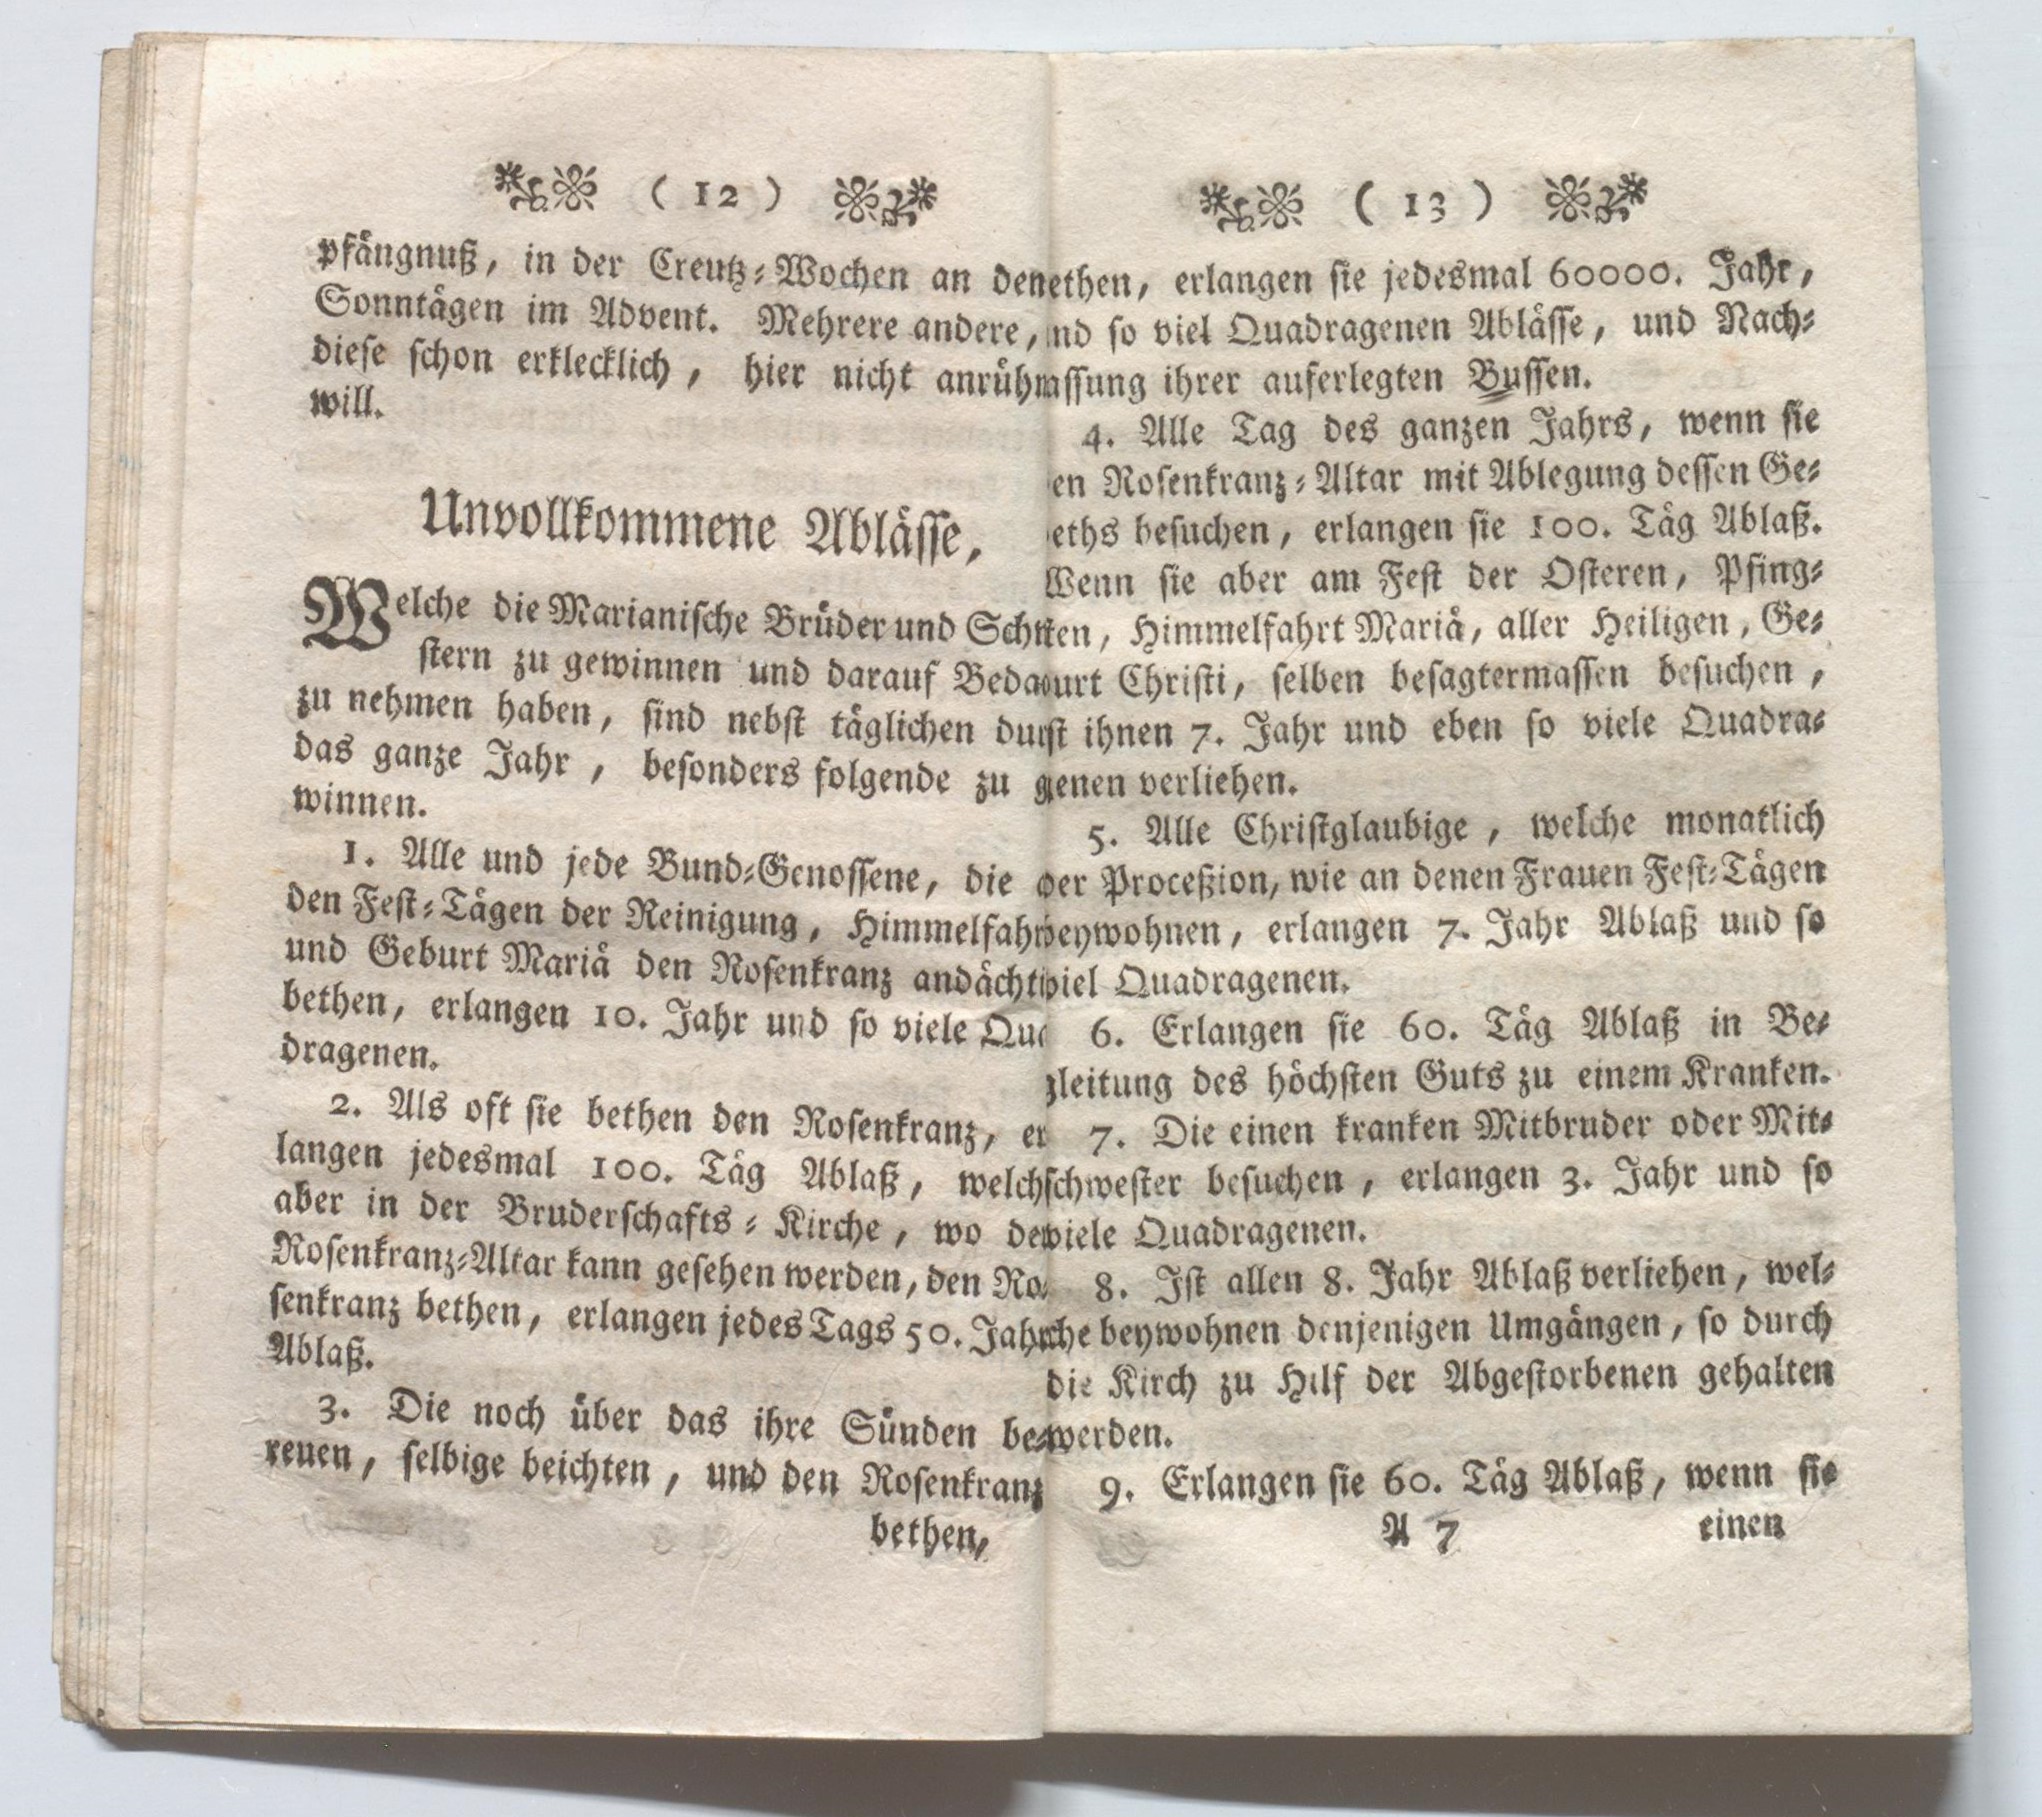 ( 12 )
pfängnuß, in der Creutz-Wochen an den
Sonntägen im Advent. Mehrere andere,
diese schon erklecklich, hier nicht anrüh
will.
Unvollkommene Ablässe,
Welche die Marianische Brüder und Schw
stern zu gewinnen und darauf Beda
zu nehmen haben, sind nebst täglichen dur
das ganze Jahr, besonders folgende zu g
winnen.
1. Alle und jede Bund-Genossene, die
den Fest-Tägen der Reinigung, Himmelfahr
und Geburt Mariä den Rosenkranz andächti
bethen, erlangen 10. Jahr und so viele Qua
dragenen.
2. Als oft sie bethen den Rosenkranz, er
langen jedesmal 100. Täg Ablaß, welch
aber in der Bruderschafts-Kirche, wo de
Rosenkranz-Altar kann gesehen werden, den Ro-
senkranz bethen, erlangen jedes Tags 50. Jahr
Ablaß.
3. Die noch über das ihre Sünden be-
reuen, selbige beichten, und den Rosenkranz
bethen,
( 13 )
ethen, erlangen sie jedesmal 60000. Jahr,
nd so viel Quadragenen Ablässe, und Nach-
assung ihrer auferlegten Bussen.
4. Alle Tag des ganzen Jahrs, wenn sie
en Rosenkranz-Altar mit Ablegung dessen Ge-
eths besuchen, erlangen sie 100. Täg Ablaß.
Wenn sie aber am Fest der Osteren, Pfing-
ten, Himmelfahrt Mariä, aller Heiligen, Ge-
urt Christi, selben besagtermassen besuchen,
ist ihnen 7. Jahr und eben so viele Quadra-
genen verliehen.
5. Alle Christglaubige, welche monatlich
der Proceßion, wie an denen Frauen Fest-Tägen
beywohnen, erlangen 7. Jahr Ablaß und so
viel Quadragenen.
6. Erlangen sie 60. Täg Ablaß in Be-
gleitung des höchsten Guts zu einem Kranken.
7. Die einen kranken Mitbruder oder Mit-
schwester besuchen, erlangen 3. Jahr und so
viele Quadragenen.
8. Ist allen 8. Jahr Ablaß verliehen, wel-
che beywohnen denjenigen Umgängen, so durch
die Kirch zu Hilf der Abgestorbenen gehalten
werden.
9. Erlangen sie 60. Täg Ablaß, wenn sie
A 7 einen